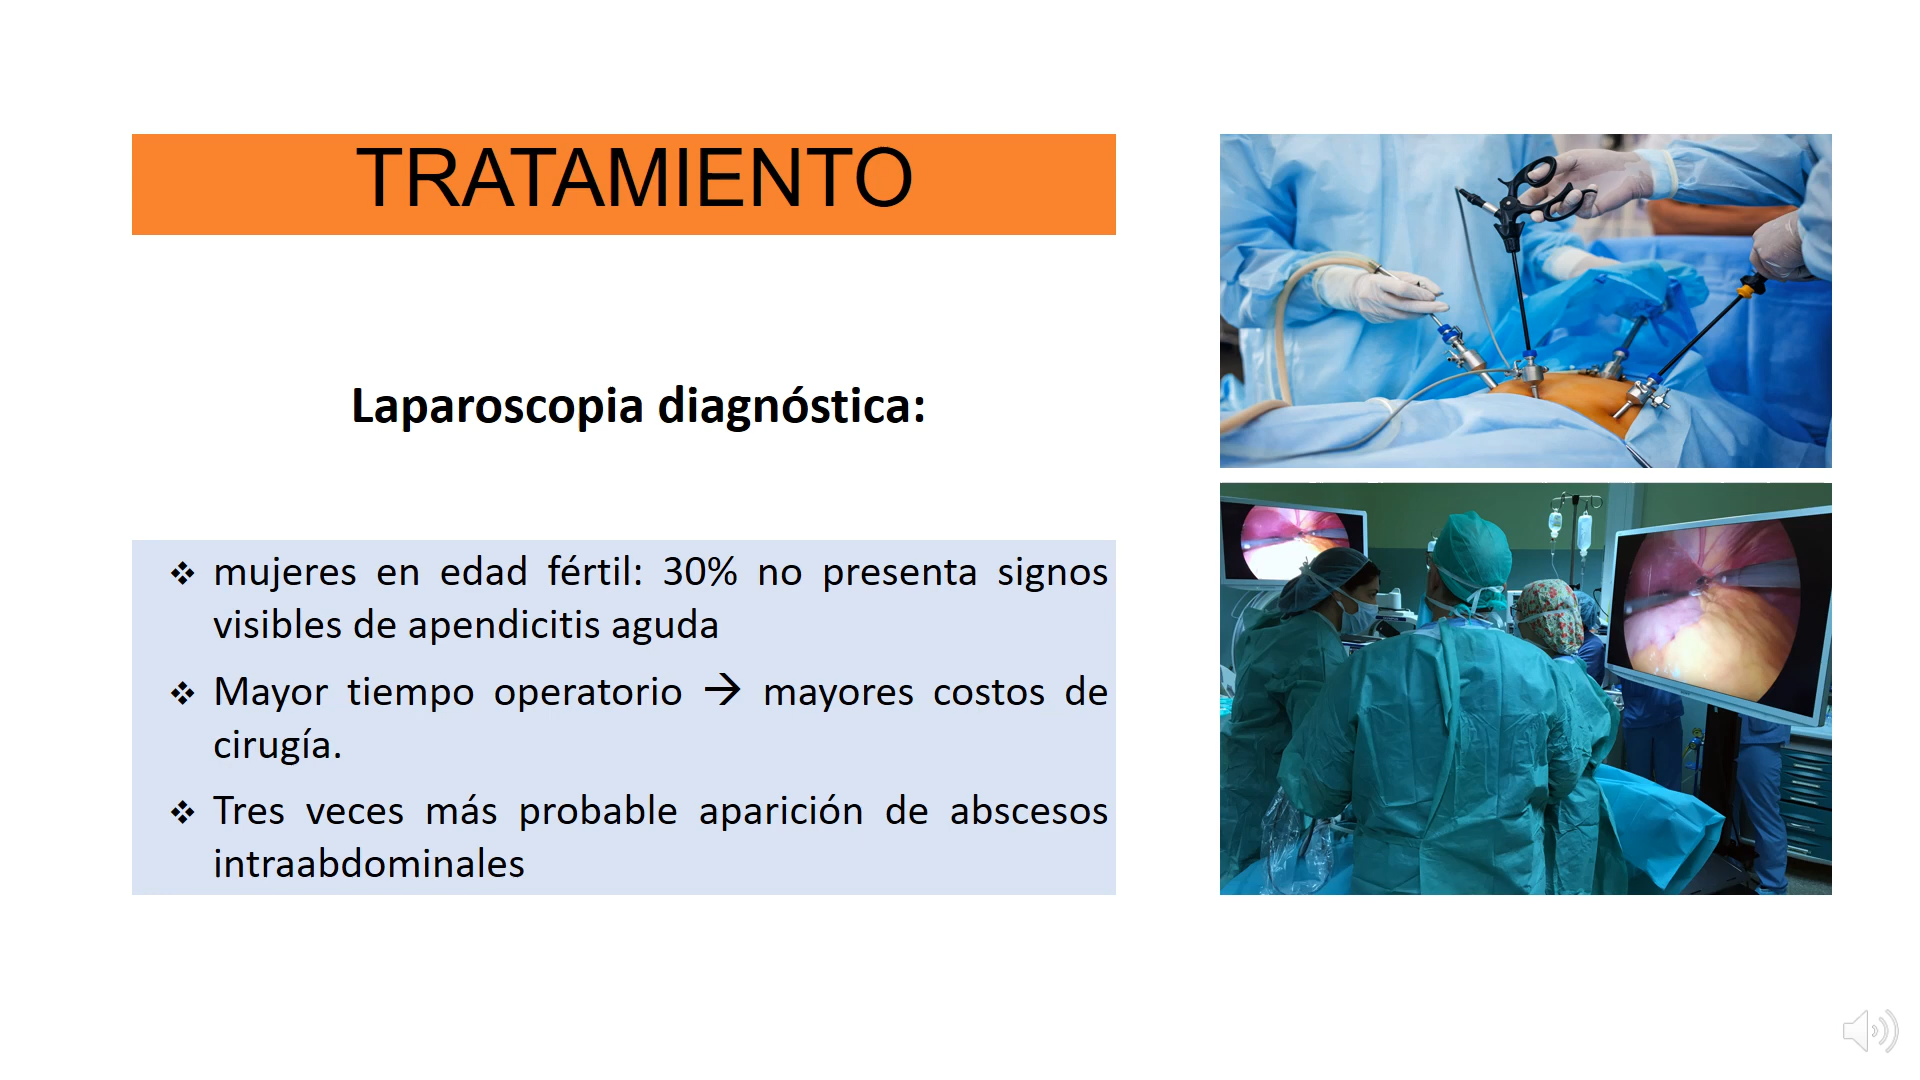 TRATAMIENTO
Laparoscopia diagnóstica:
❖ mujeres en edad fértil: 30% no presenta signos
visibles de apendicitis aguda
❖ Mayor tiempo operatorio → mayores costos de
cirugía.
❖ Tres veces más probable aparición de abscesos
intraabdominales